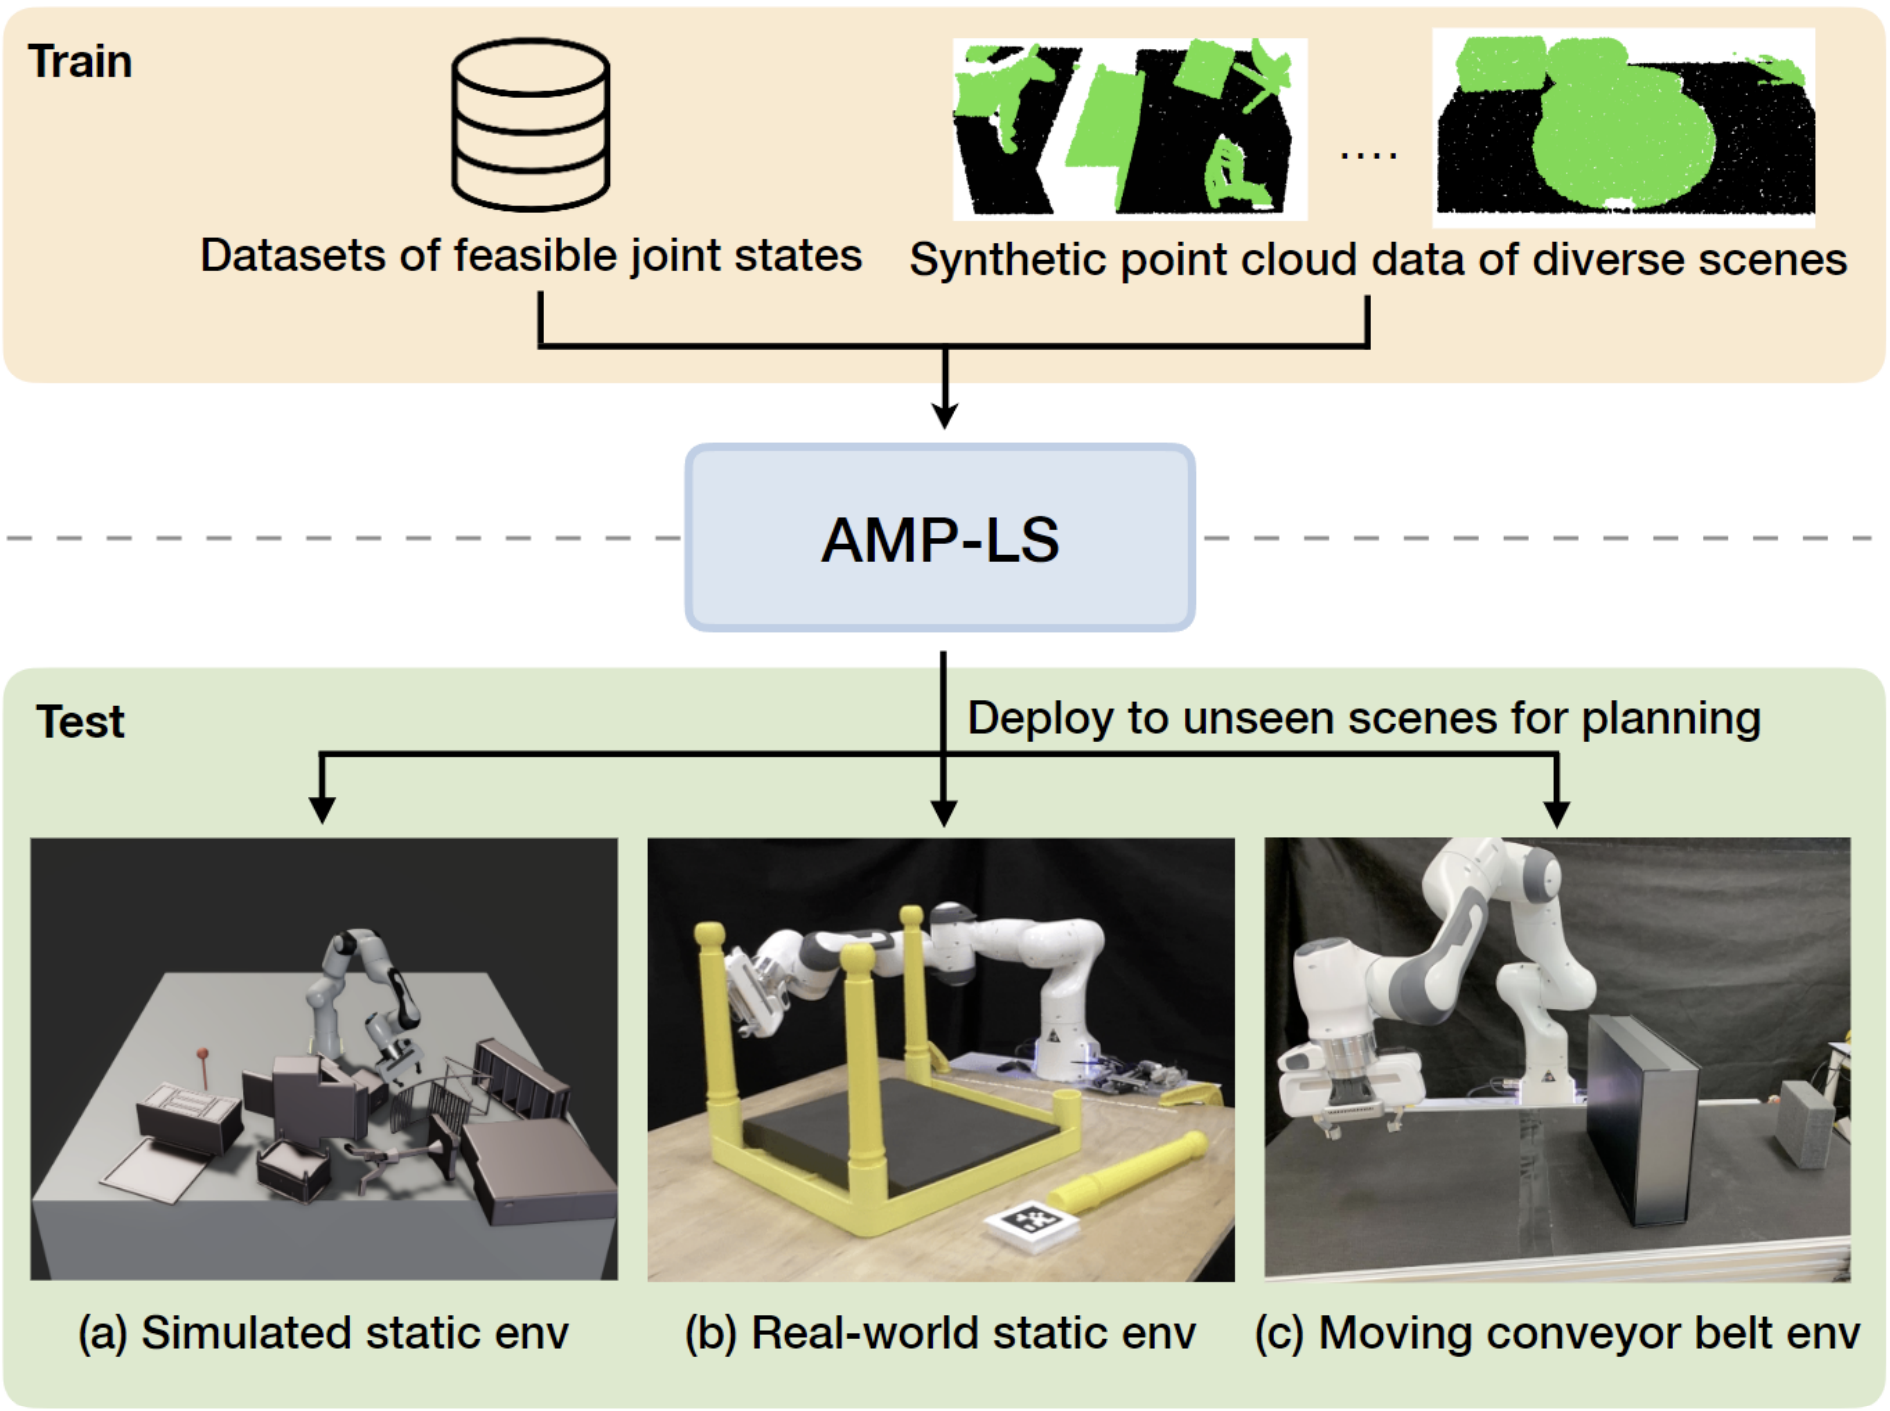 Train
Datasets of feasible joint states
....
Synthetic point cloud data of diverse scenes
AMP-LS
Test
Deploy to unseen scenes for planning
(a) Simulated static env
(b) Real-world static env
(c) Moving conveyor belt env